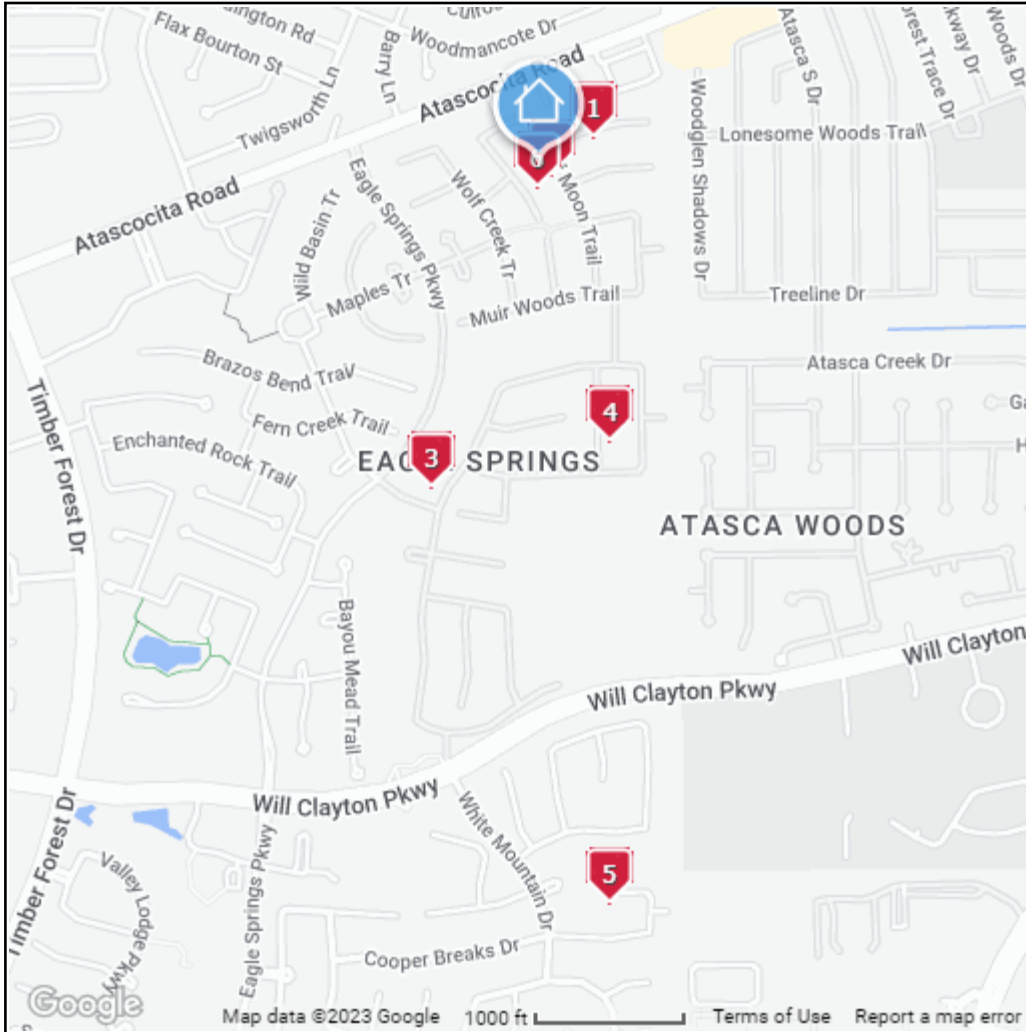 Flax Bourton St
Barry Ln
Woodmancote Dr
Twigsworth Ln
Atascocita Road
1
Atasca S Dr
Forest Trace Dr
Woods Dr
Lonesome Woods Trail
Woodglen Shadows Dr
Atascocita Road
Eagle Springs Pkwy
Wolf Creek Tr
Moon Trail
Wild Basin Tr
Maples Tr
Muir Woods Trail
Treeline Dr
Brazos Bend Trail
Atasca Creek Dr
Timber Forest Dr
Fern Creek Trail
4
Enchanted Rock Trail
3
SPRINGS
ATASCA WOODS
Bayou Mead Trail
Will Clayton
Will Clayton Pkwy
Will Clayton Pkwy
Timber Forest Dr
White Mountain Dr
Eagle Springs Pkwy
5
Valley Lodge Pkwy
Cooper Breaks Dr
Google
Map data ©2023 Google
1000 ft
Terms of Use
Report a map error